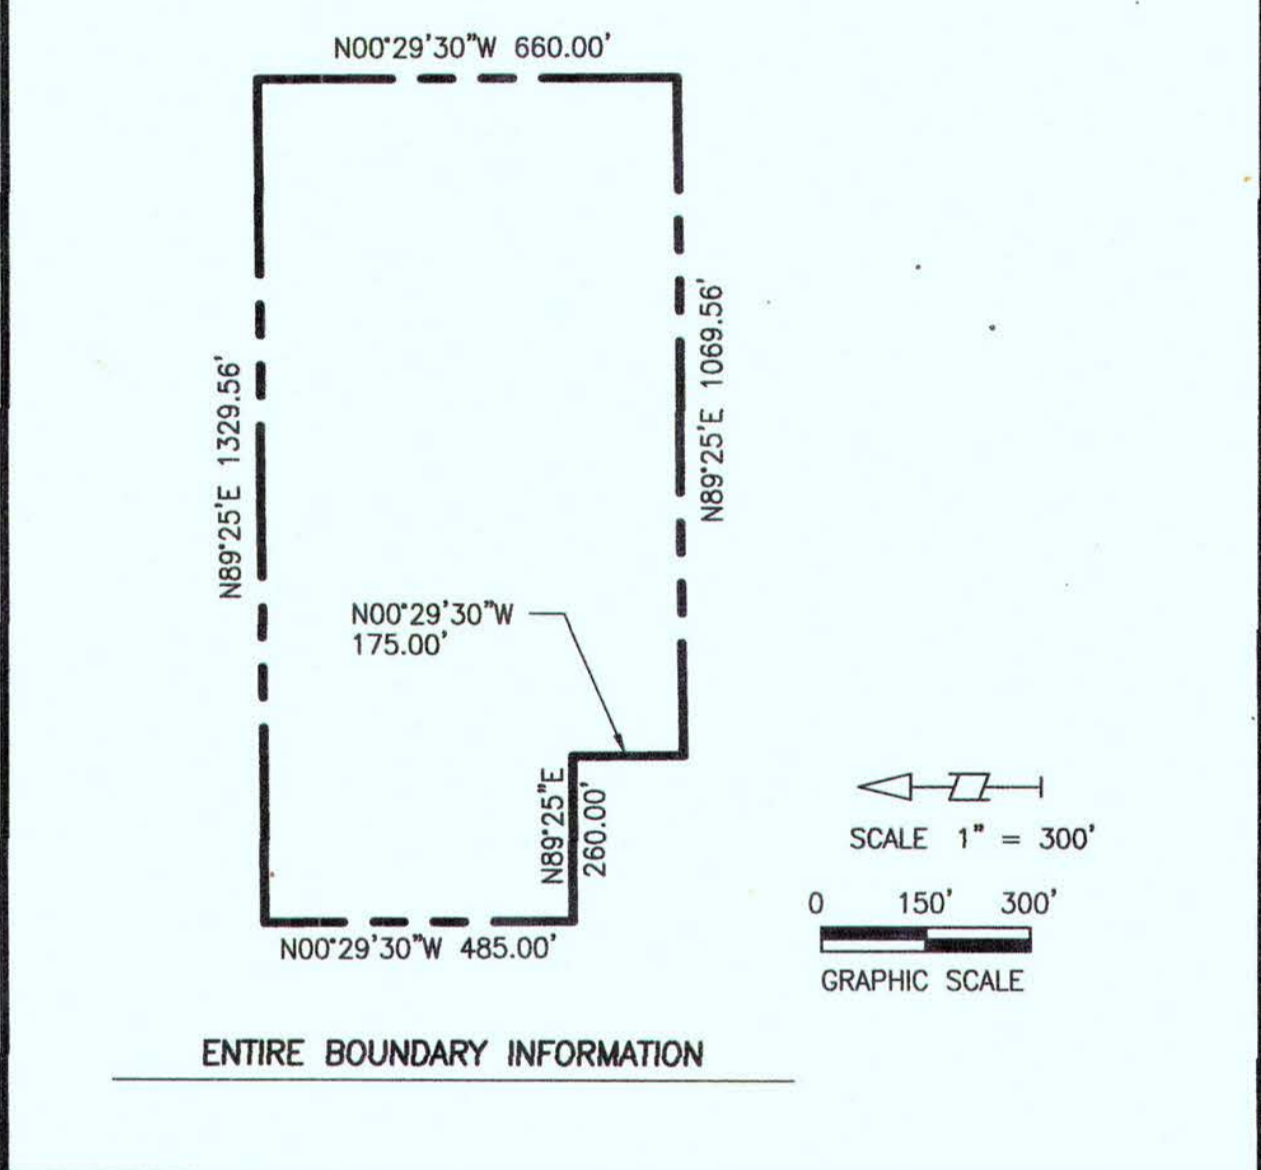 N00°29'30"W 660.00'
N89°25'E 1329.56'
N89°25'E 1069.56'
N00°29'30"W
175.00'
N89°25"E
260.00'
N00°29'30"W 485.00'
SCALE 1" = 300'
0 150' 300'
GRAPHIC SCALE
ENTIRE BOUNDARY INFORMATION